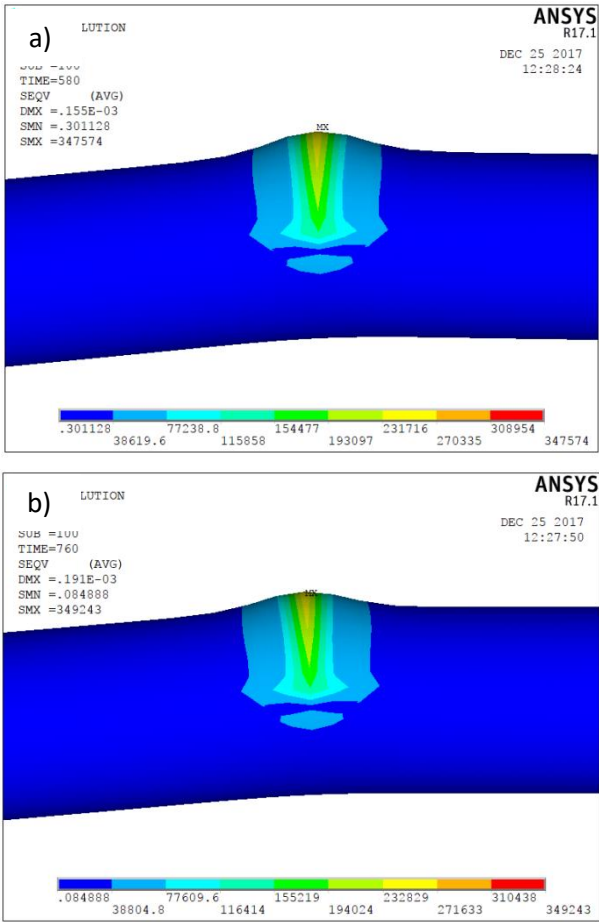 ANSYS
R17.1
a)
LUTION
DEC 25 2017
12:28:24
SUB =100
TIME=580
SEQV (AVG)
DMX =.155E-03
SMN =.301128
SMX =347574
MX
.301128 77238.8 154477 231716 308954
38619.6 115858 193097 270335 347574
ANSYS
R17.1
b)
LUTION
DEC 25 2017
12:27:50
SUB =100
TIME=760
SEQV (AVG)
DMX =.191E-03
SMN =.084888
SMX =349243
MX
.084888 77609.6 155219 232829 310438
38804.8 116414 194024 271633 349243